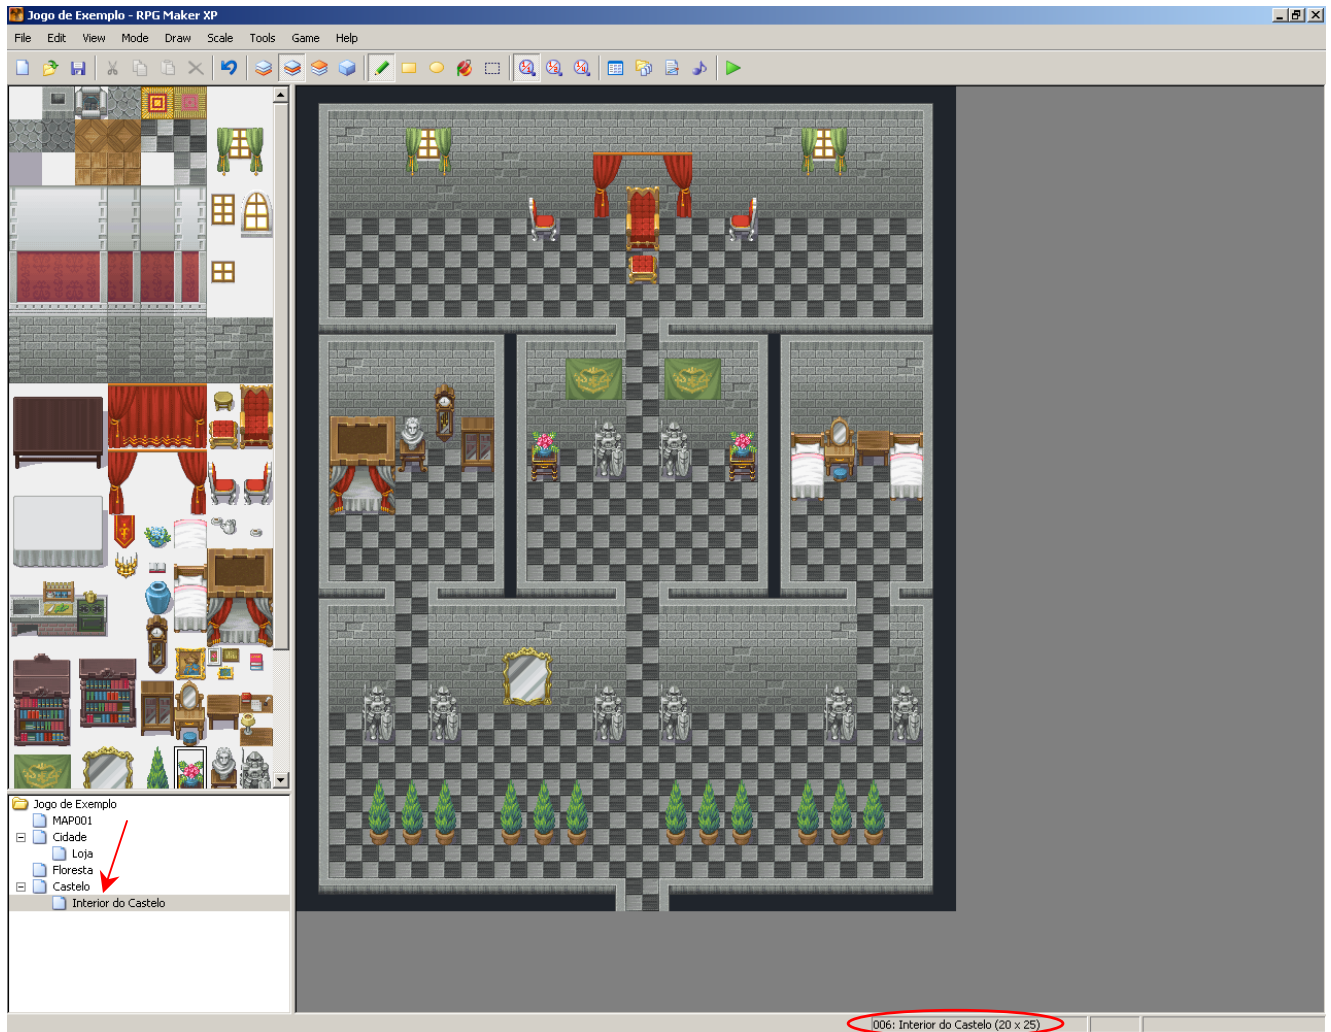 Jogo de Exemplo - RPG Maker XP
File Edit View Mode Draw Scale Tools Game Help
Jogo de Exemplo
MAP001
Cidade
Loja
Floresta
Castelo
Interior do Castelo
006: Interior do Castelo (20 x 25)